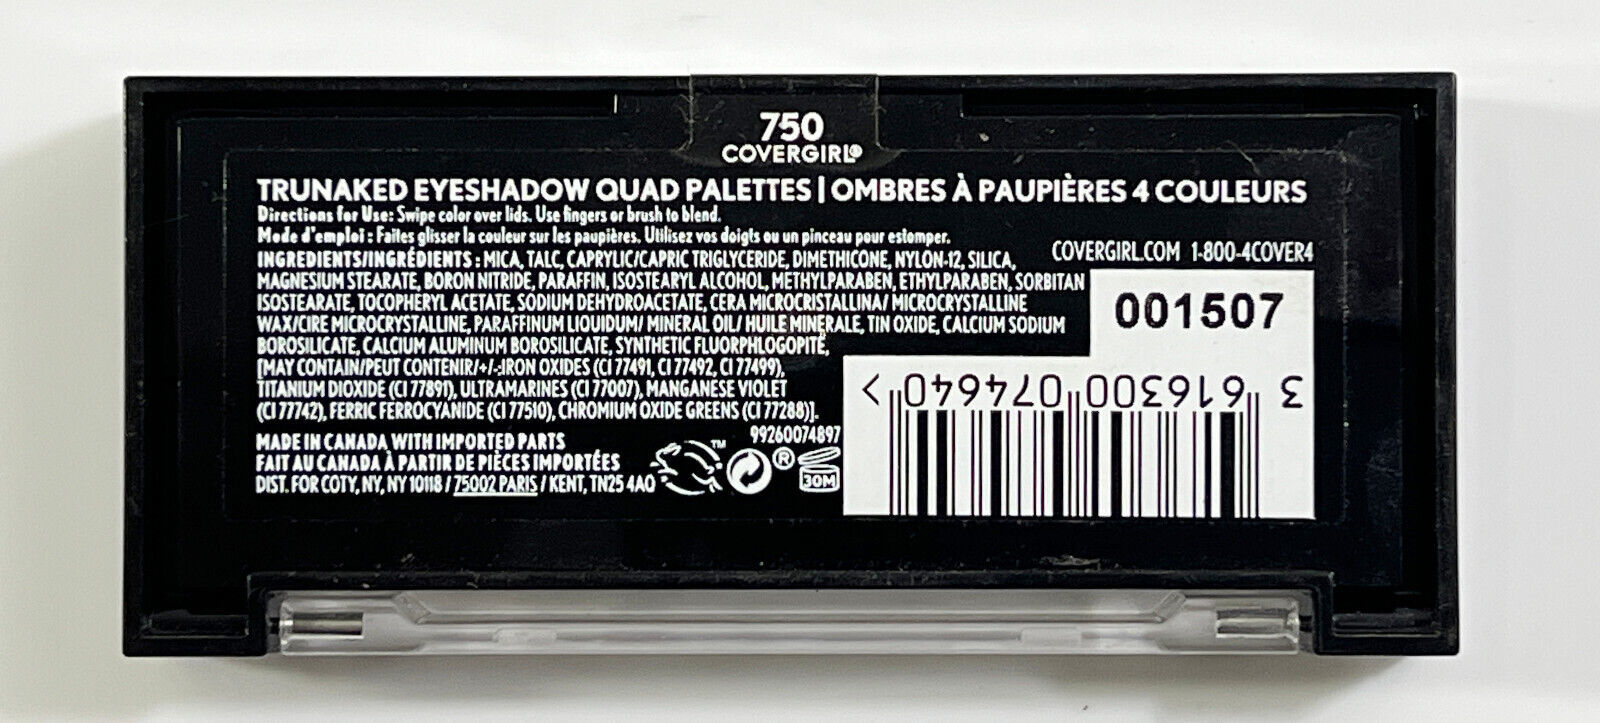 750
COVERGIRL®
TRUNAKED EYESHADOW QUAD PALETTES | OMBRES À PAUPIÈRES 4 COULEURS
Directions for Use: Swipe color over lids. Use fingers or brush to blend.
Mode d'emploi : Faites glisser la couleur sur les paupières. Utilisez vos doigts ou un pinceau pour estomper.
COVERGIRL.COM 1-800-4COVER4
INGREDIENTS/INGRÉDIENTS : MICA, TALC, CAPRYLIC/CAPRIC TRIGLYCERIDE, DIMETHICONE, NYLON-12, SILICA,
MAGNESIUM STEARATE, BORON NITRIDE, PARAFFIN, ISOSTEARYL ALCOHOL, METHYLPARABEN, ETHYLPARABEN, SORBITAN
ISOSTEARATE, TOCOPHERYL ACETATE, SODIUM DEHYDROACETATE, CERA MICROCRISTALLINA/ MICROCRYSTALLINE
WAX/CIRE MICROCRYSTALLINE, PARAFFINUM LIQUIDUM/ MINERAL OIL/ HUILE MINERALE, TIN OXIDE, CALCIUM SODIUM
BOROSILICATE, CALCIUM ALUMINUM BOROSILICATE, SYNTHETIC FLUORPHLOGOPITE,
[MAY CONTAIN/PEUT CONTENIR/+/-:IRON OXIDES (CI 77491, CI 77492, CI 77499),
TITANIUM DIOXIDE (CI 77891), ULTRAMARINES (CI 77007), MANGANESE VIOLET
(CI 77742), FERRIC FERROCYANIDE (CI 77510), CHROMIUM OXIDE GREENS (CI 77288)].
001507
3 616300 074640 >
99260074897
MADE IN CANADA WITH IMPORTED PARTS
FAIT AU CANADA À PARTIR DE PIÈCES IMPORTÉES
DIST. FOR COTY, NY, NY 10118 / 75002 PARIS / KENT, TN25 4AQ
™
®
30M